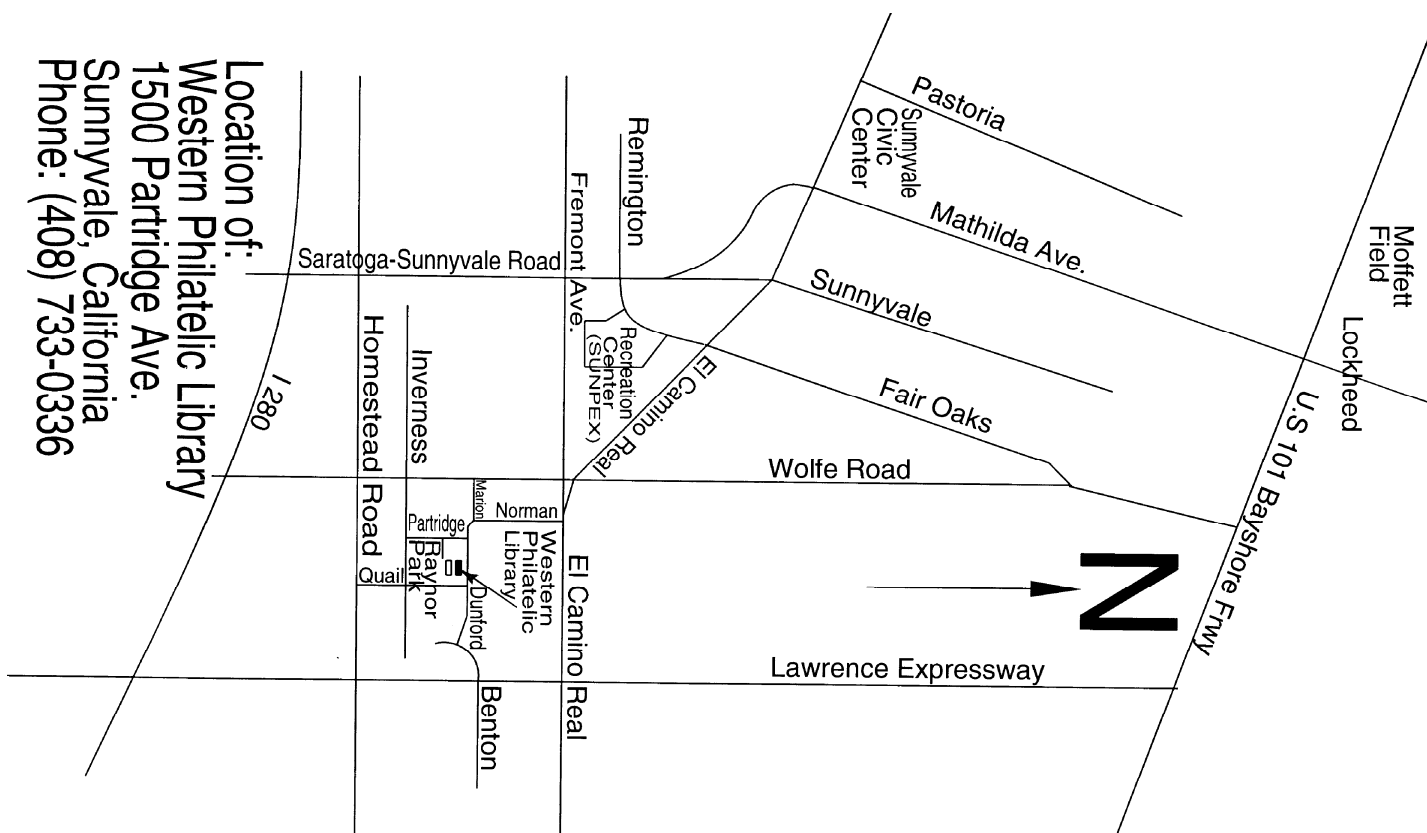 Location of:
Western Philatelic Library
1500 Partridge Ave.
Sunnyvale, California
Phone: (408) 733-0336
Pastoria
Sunnyvale
Civic
Center
Mathilda Ave.
Moffett
Field
Lockheed
U.S 101 Bayshore Frwy
Remington
Fremont Ave.
Saratoga-Sunnyvale Road
Sunnyvale
Fair Oaks
Recreation
Center
(SUNPEX)
El Camino Real
Wolfe Road
Homestead Road
Inverness
I 280
Marion
Norman
Partridge
Raynor
Park
Quail
Dunford
Western
Philatelic
Library
El Camino Real
Benton
Lawrence Expressway
N